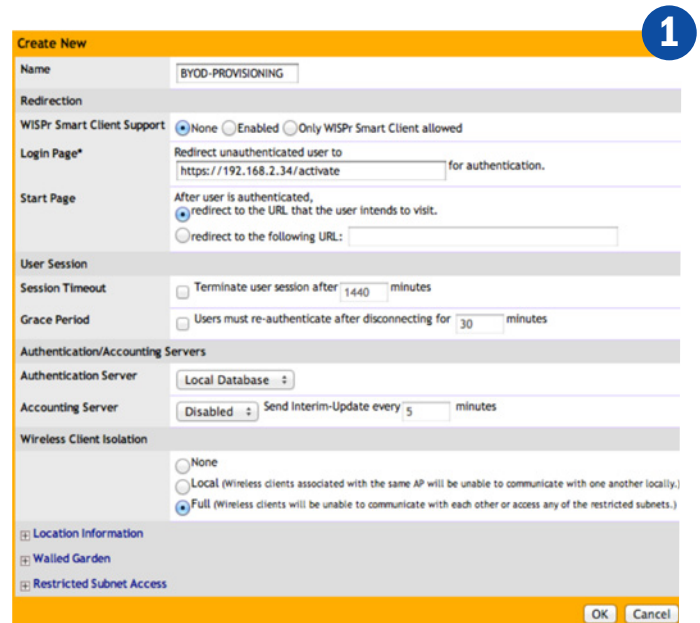 1
Create New
Name BYOD-PROVISIONING
Redirection
WISPr Smart Client Support None Enabled Only WISPr Smart Client allowed
Login Page* Redirect unauthenticated user to
https://192.168.2.34/activate for authentication.
Start Page After user is authenticated,
redirect to the URL that the user intends to visit.
redirect to the following URL:
User Session
Session Timeout Terminate user session after 1440 minutes
Grace Period Users must re-authenticate after disconnecting for 30 minutes
Authentication/Accounting Servers
Authentication Server Local Database
Accounting Server Disabled Send Interim-Update every 5 minutes
Wireless Client Isolation
None
Local (Wireless clients associated with the same AP will be unable to communicate with one another locally.)
Full (Wireless clients will be unable to communicate with each other or access any of the restricted subnets.)
Location Information
Walled Garden
Restricted Subnet Access
OK Cancel